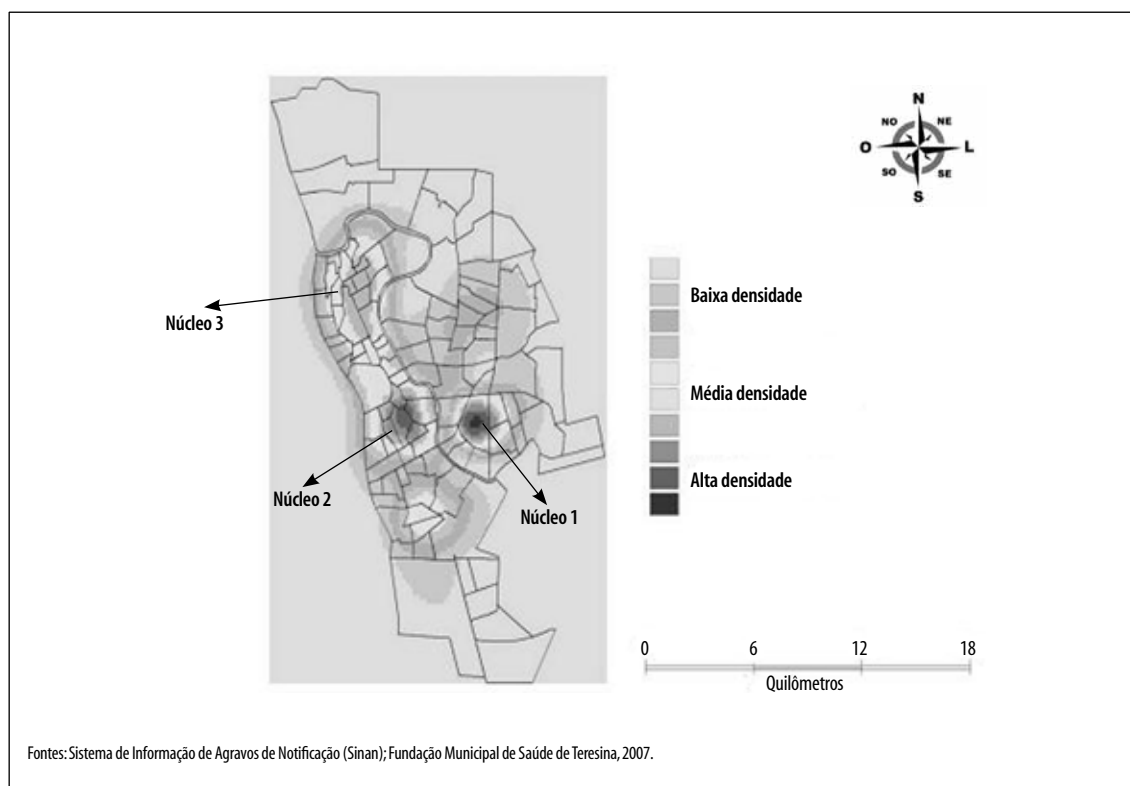 N
NO
NE
O
L
SO
SE
S
Baixa densidade
Núcleo 3
Média densidade
Alta densidade
Núcleo 2
Núcleo 1
0 6 12 18
Quilômetros
Fontes: Sistema de Informação de Agravos de Notificação (Sinan); Fundação Municipal de Saúde de Teresina, 2007.